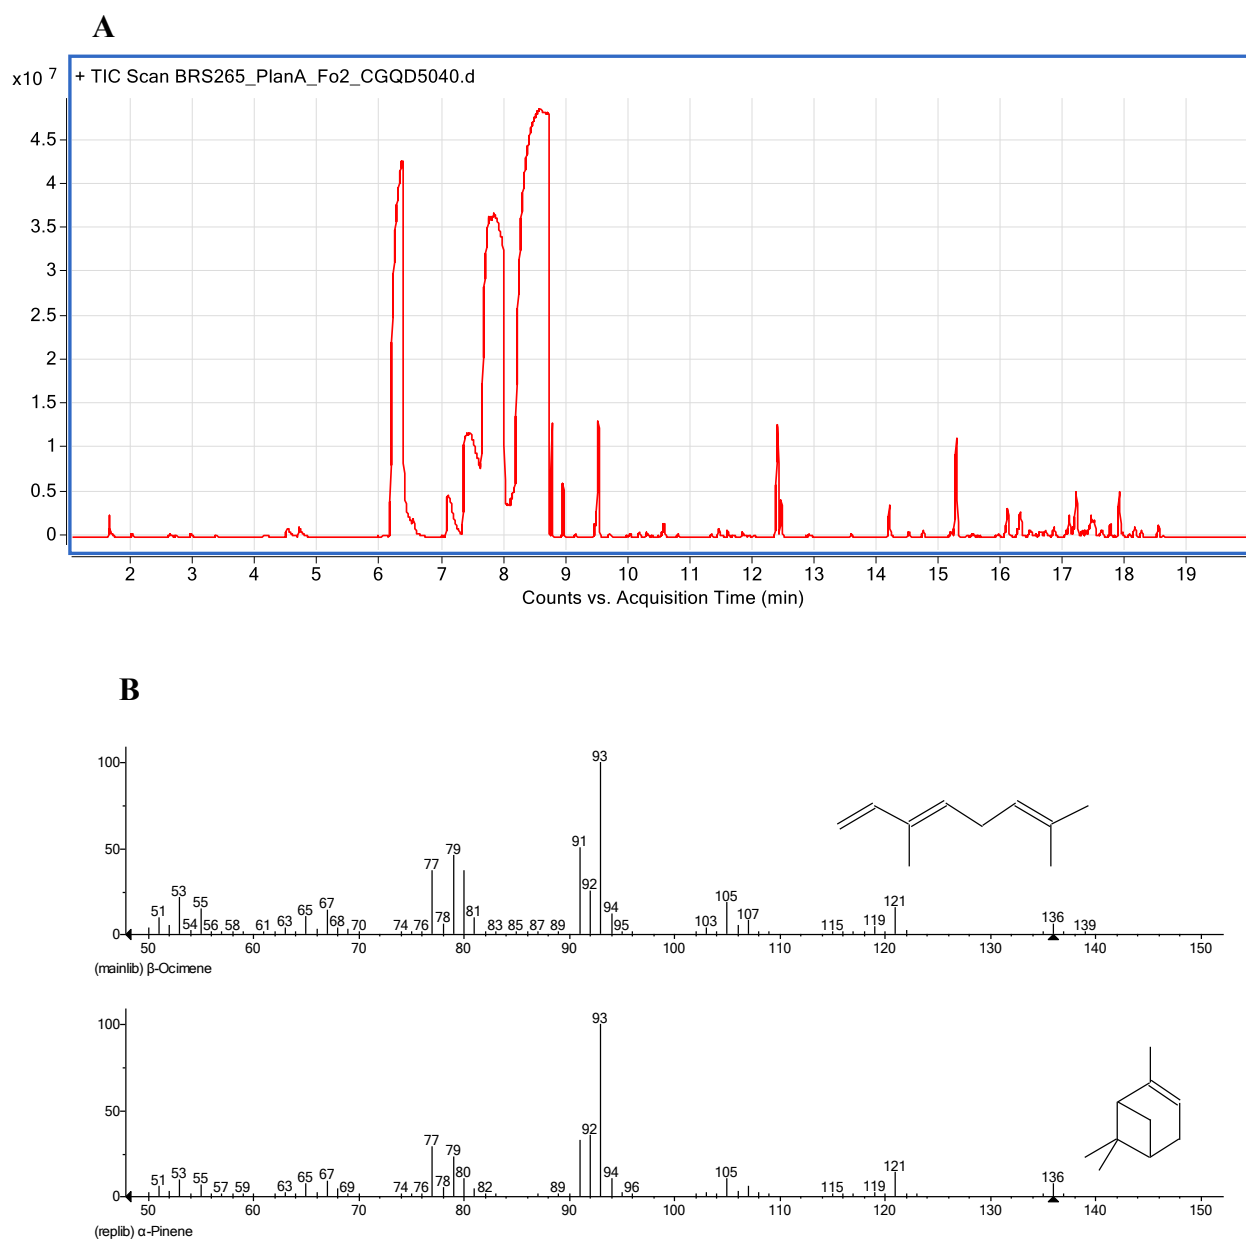 A
x10 7
+ TIC Scan BRS265_PlanA_Fo2_CGQD5040.d
4.5
4
3.5
3
2.5
2
1.5
1
0.5
0
2 3 4 5 6 7 8 9 10 11 12 13 14 15 16 17 18 19
Counts vs. Acquisition Time (min)
B
100
50
0
51 53 54 55 56 58 61 63 65 67 68 70 74 76 77 78 79 81 83 85 87 89 91 92 93 94 95 103 105 107 115 119 121 136 139
50 60 70 80 90 100 110 120 130 140 150
(mainlib) β-Ocimene
100
50
0
51 53 55 57 59 63 65 67 69 74 76 77 78 79 80 82 89 92 93 94 96 105 115 119 121 136
50 60 70 80 90 100 110 120 130 140 150
(replib) α-Pinene